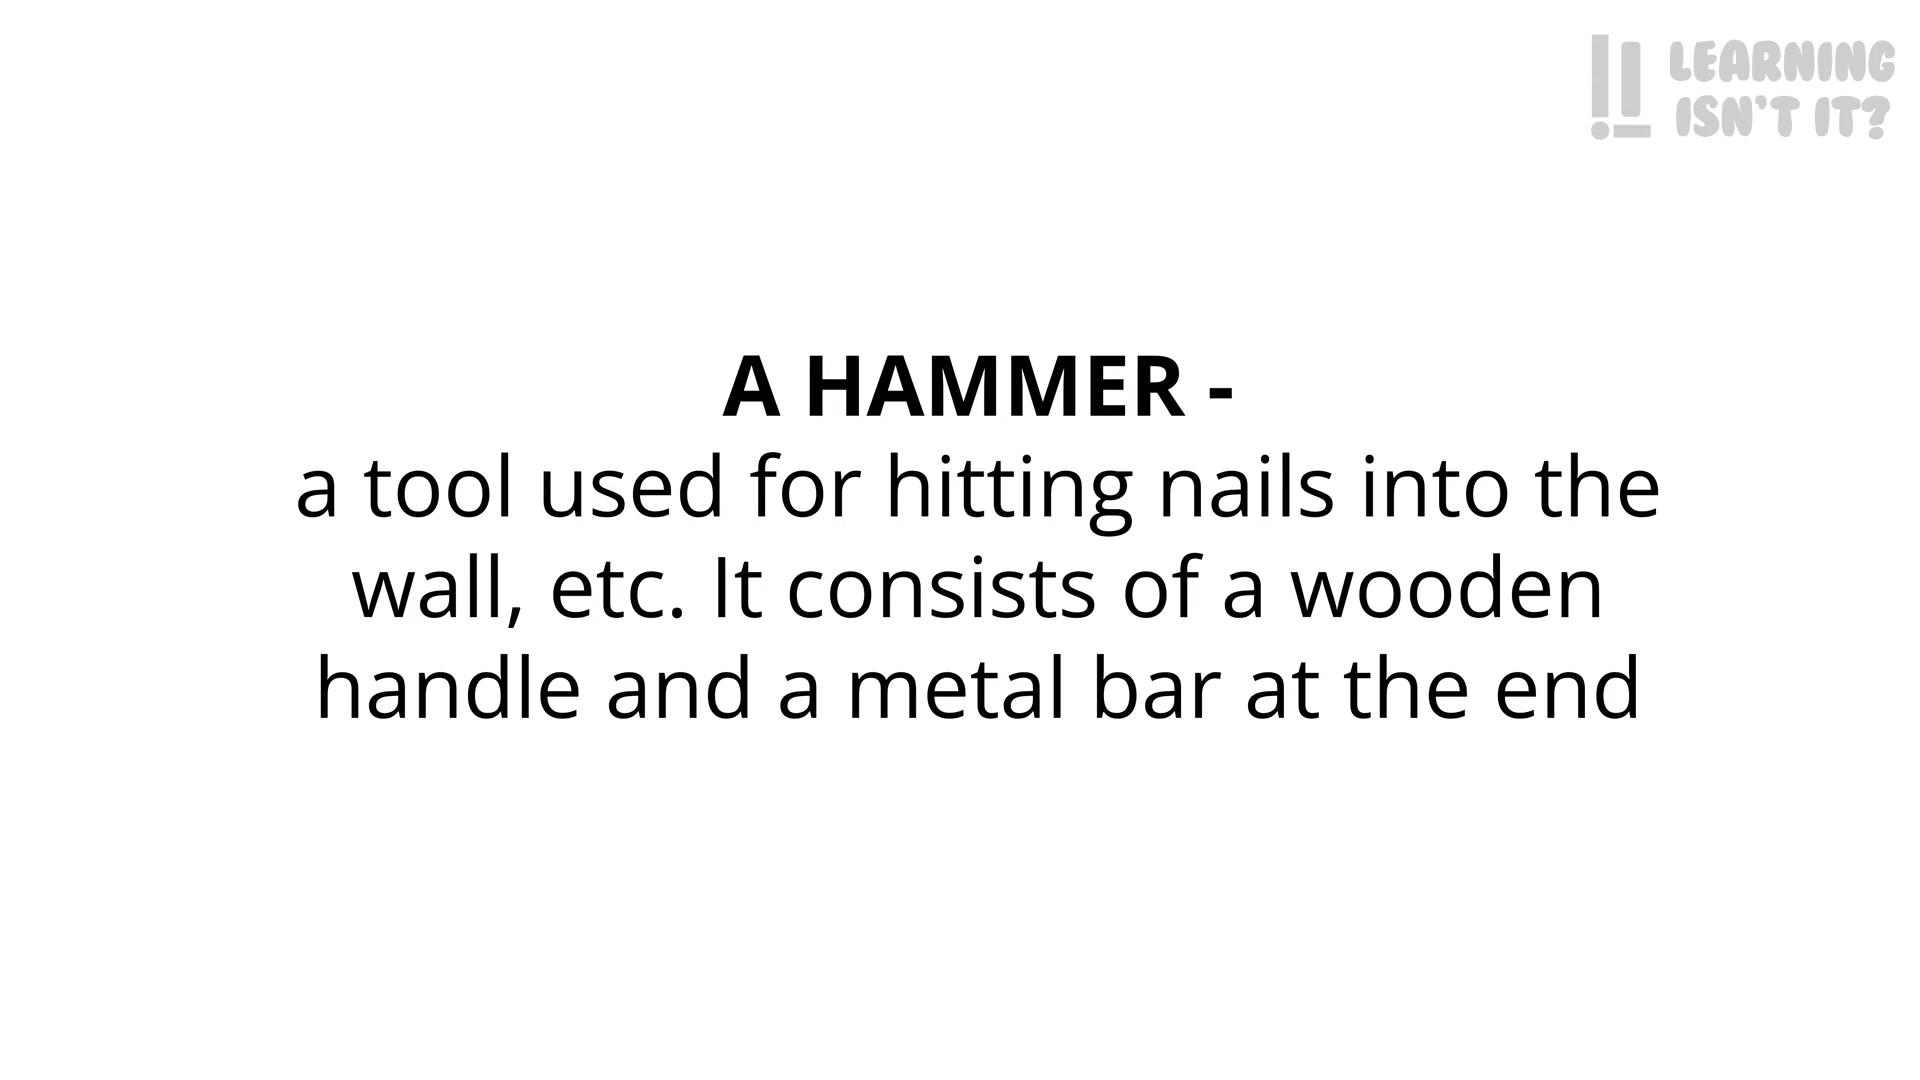 LEARNING
ISN'T IT?
A HAMMER -
a tool used for hitting nails into the
wall, etc. It consists of a wooden
handle and a metal bar at the end